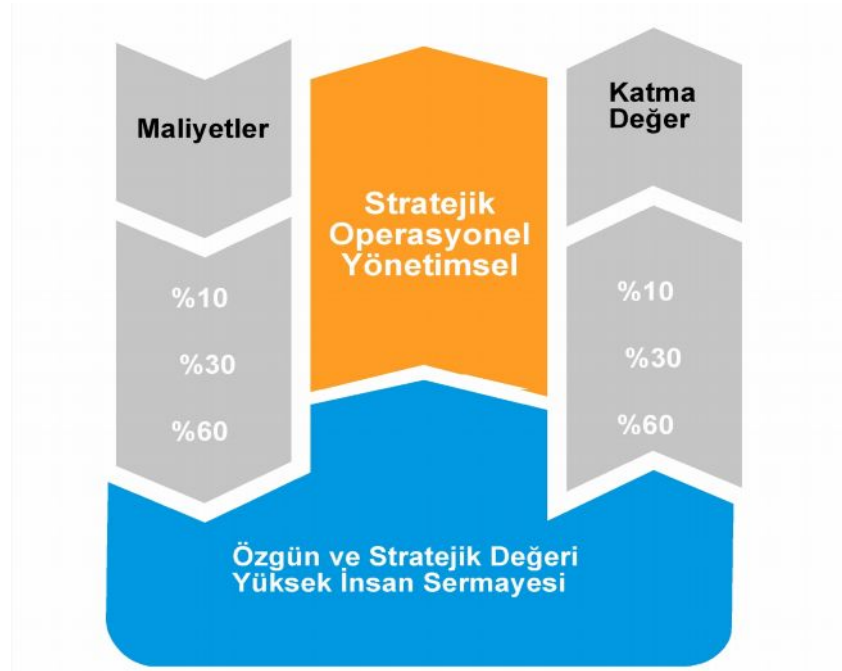 Maliyetler
%10
%30
%60
Stratejik
Operasyonel
Yönetimsel
Katma
Değer
%10
%30
%60
Özgün ve Stratejik Değeri
Yüksek İnsan Sermayesi